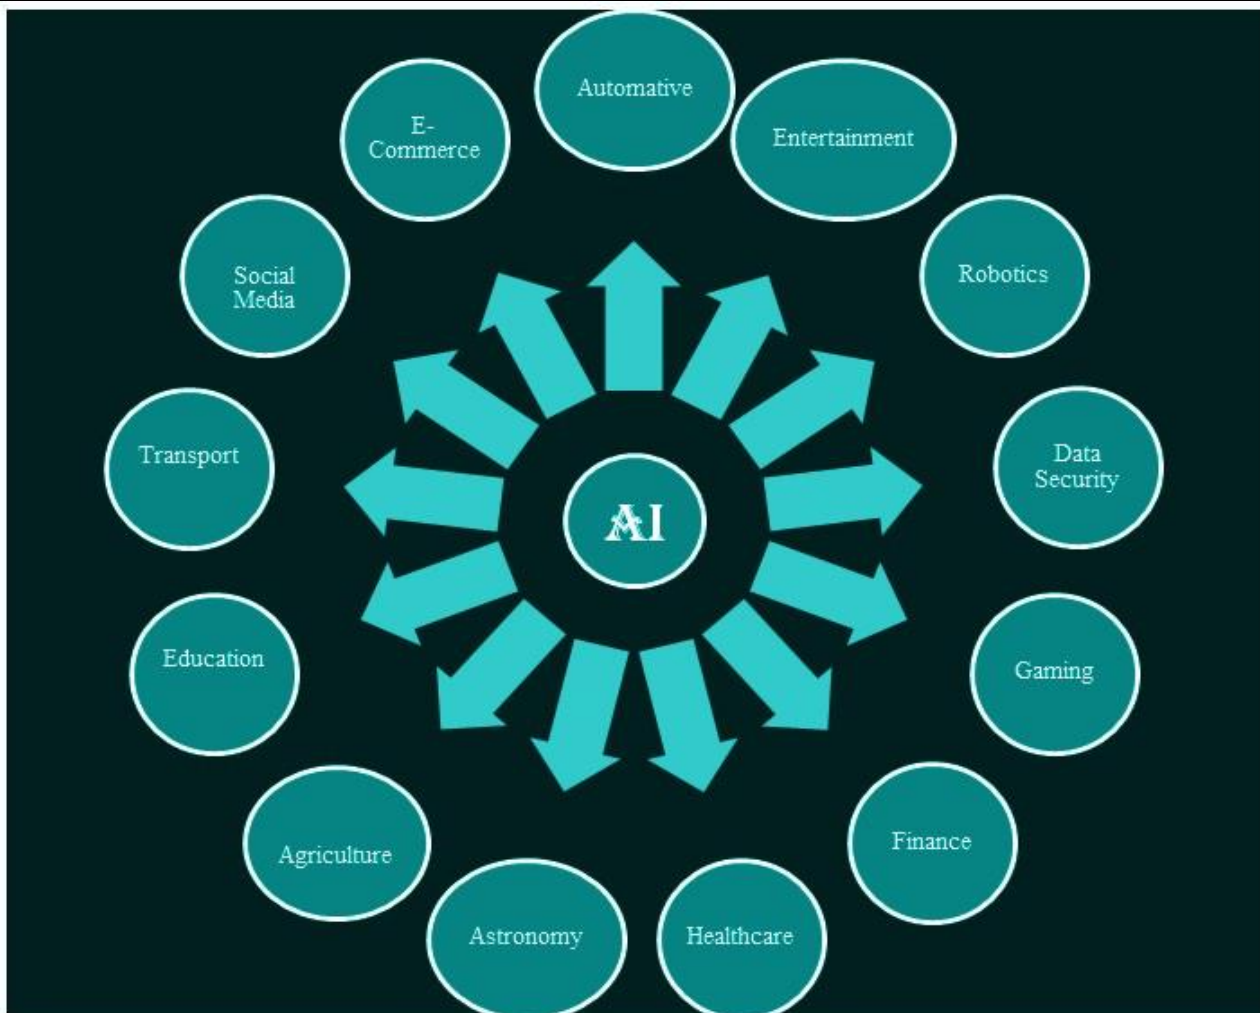 Automative
Entertainment
Robotics
Data
Security
Gaming
Finance
Healthcare
Astronomy
Agriculture
Education
Transport
Social
Media
E-
Commerce
AI